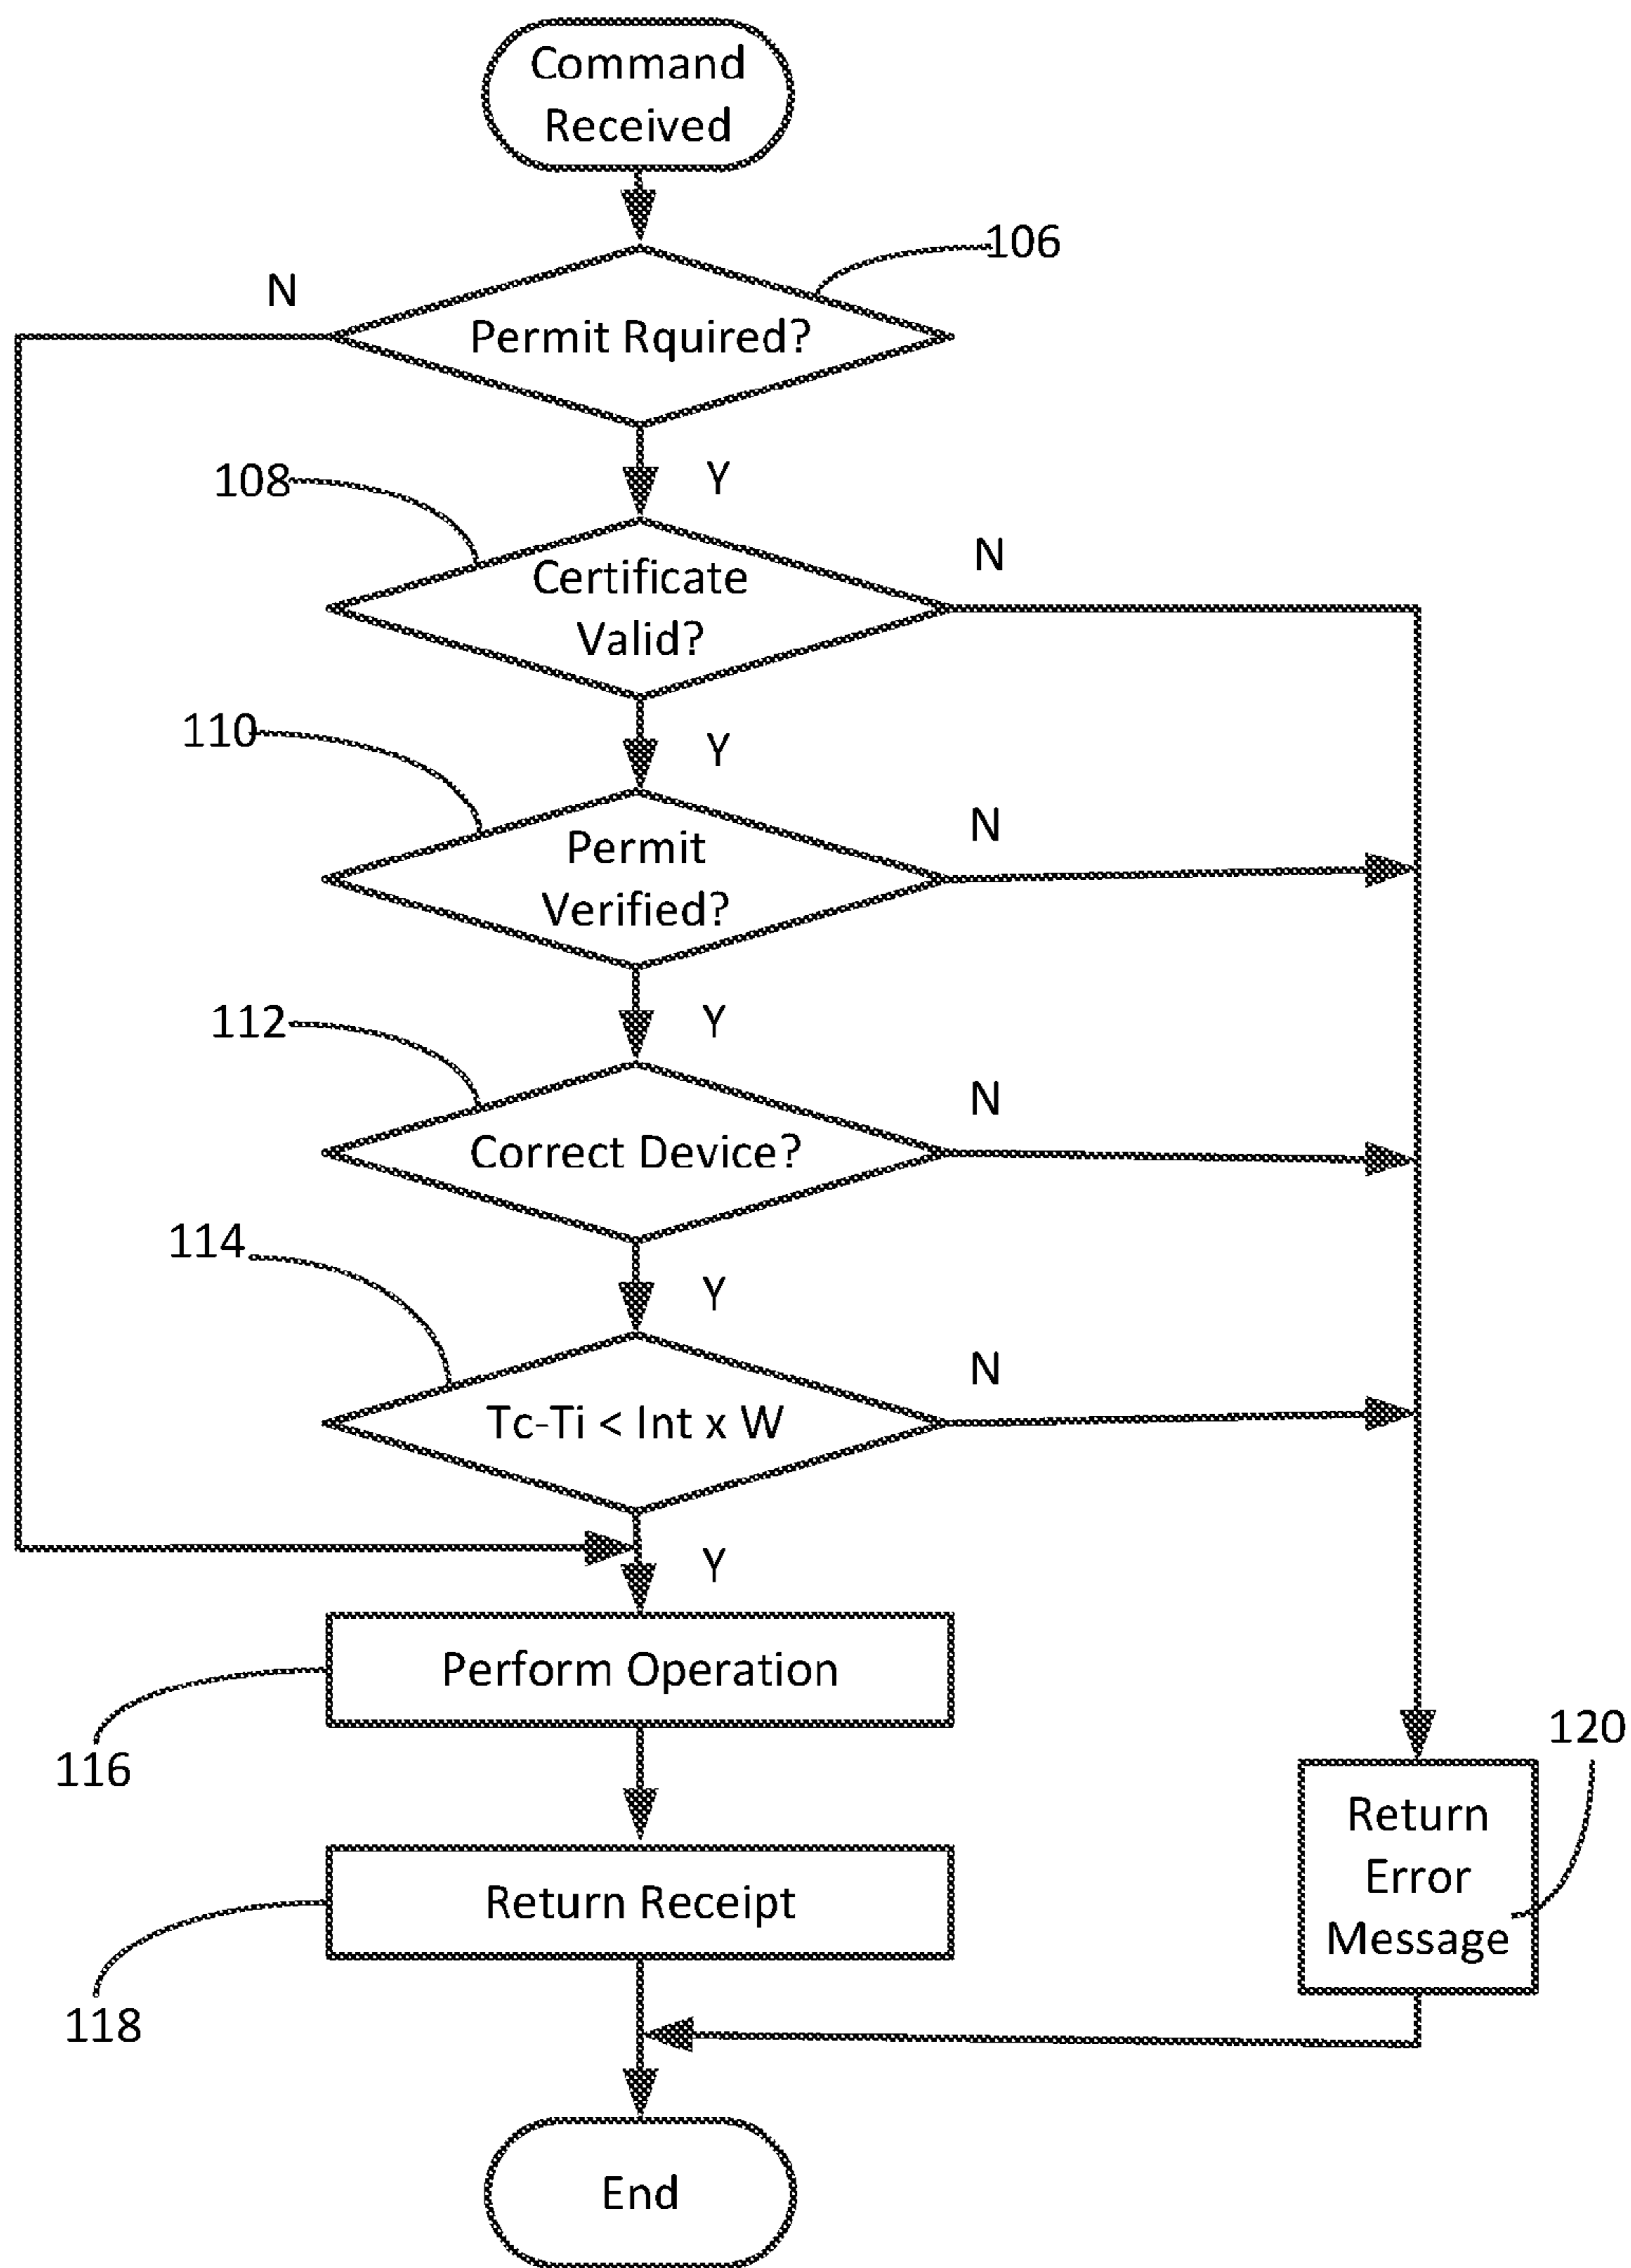 Command
Received
106
N
Permit Rquired?
Y
108
Certificate
Valid?
N
Y
110
Permit
Verified?
N
Y
112
Correct Device?
N
Y
114
Tc-Ti < Int x W
N
Y
Perform Operation
116
120
Return
Error
Message
Return Receipt
118
End